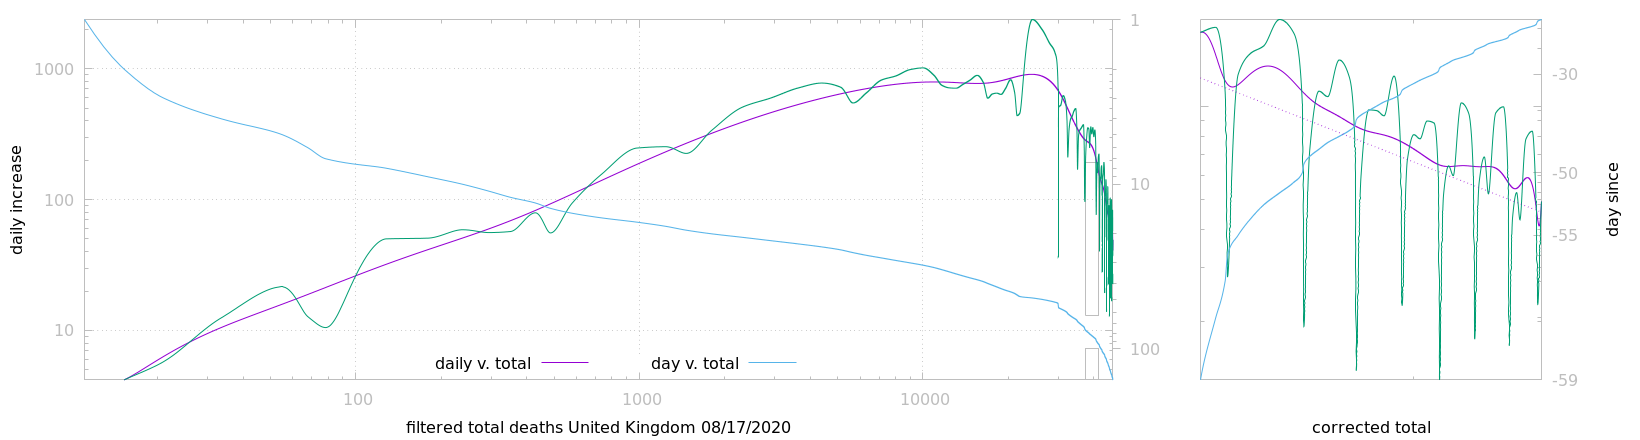 1000
100
10
daily increase
daily v. total
day v. total
100
1000
10000
filtered total deaths United Kingdom 08/17/2020
1
10
100
-30
-50
-55
-59
day since
corrected total